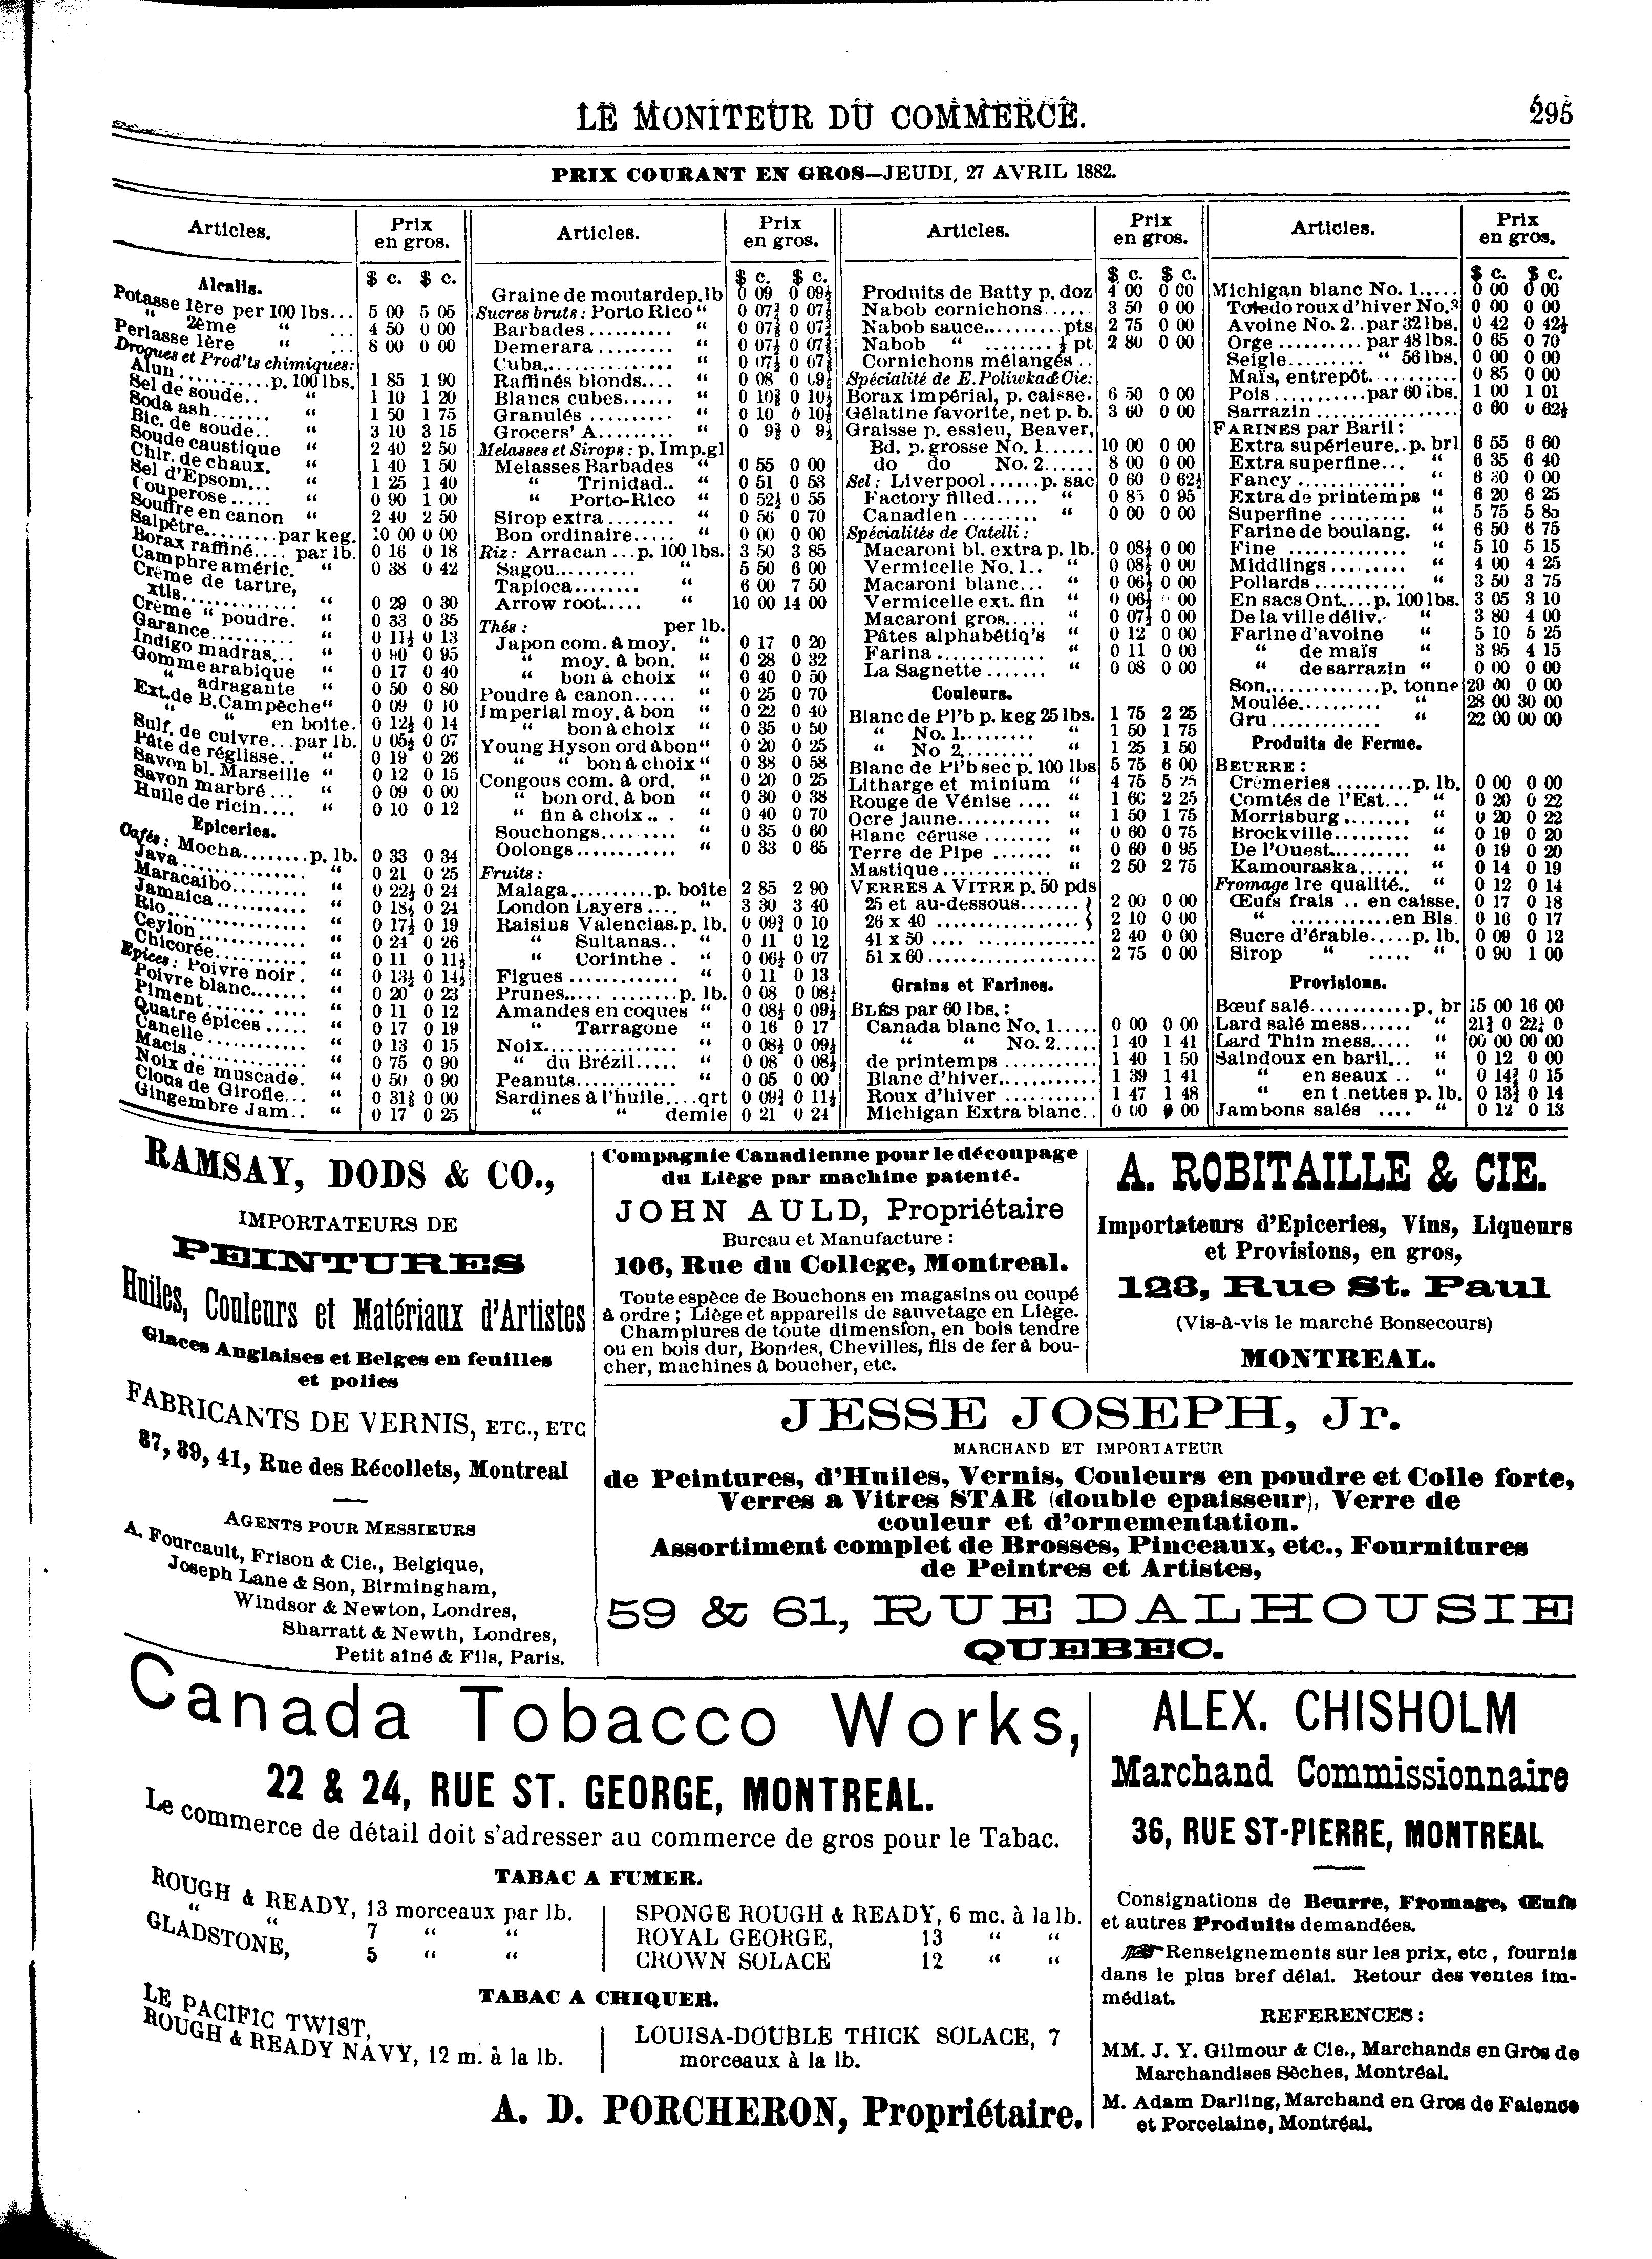 LE MONITEUR DU COMMERCE.
295
PRIX COURANT EN GROS—JEUDI, 27 AVRIL 1882.
Articles. Prix en gros.
$ c. $ c.
Alcalis.
Potasse 1ère per 100 lbs... 5 00 5 05
“ 2ème “ ... 4 50 0 00
Perlasse 1ère “ ... 8 00 0 00
Drogues et Prod'ts chimiques:
Alun ..........p. 100 lbs. 1 85 1 90
Sel de soude.. “ 1 10 1 20
Soda ash....... “ 1 50 1 75
Bic. de soude.. “ 3 10 3 15
Soude caustique “ 2 40 2 50
Chlr. de chaux. “ 1 40 1 50
Sel d'Epsom... “ 1 25 1 40
Couperose ..... “ 0 90 1 00
Souffre en canon “ 2 40 2 50
Salpêtre........par keg. 10 00 0 00
Borax raffiné.... par lb. 0 16 0 18
Camphre améric. “ 0 38 0 42
Crème de tartre,
xtls.............. “ 0 29 0 30
Crème “ poudre. “ 0 33 0 35
Garance.......... “ 0 11½ 0 13
Indigo madras... “ 0 90 0 95
Gomme arabique “ 0 17 0 40
“ adragante “ 0 50 0 80
Ext. de B. Campêche “ 0 09 0 10
“ “ en boîte. 0 12½ 0 14
Sulf. de cuivre...par lb. 0 05½ 0 07
Pâte de réglisse.. “ 0 19 0 26
Savon bl. Marseille “ 0 12 0 15
Savon marbré ... “ 0 09 0 00
Huile de ricin.... “ 0 10 0 12
Epiceries.
Cafés: Mocha........p. lb. 0 33 0 34
Java .............. “ 0 21 0 25
Maracaibo......... “ 0 22½ 0 24
Jamaica........... “ 0 18½ 0 24
Rio................ “ 0 17½ 0 19
Ceylon ............ “ 0 24 0 26
Chicorée........... “ 0 11 0 11½
Epices: Poivre noir . “ 0 13½ 0 14½
Poivre blanc....... “ 0 20 0 23
Piment....... .... “ 0 11 0 12
Quatre épices ..... “ 0 17 0 19
Canelle ............ “ 0 13 0 15
Macis .............. “ 0 75 0 90
Noix de muscade. “ 0 50 0 90
Clous de Girofle... “ 0 31½ 0 00
Gingembre Jam.. “ 0 17 0 25
Articles. Prix en gros.
$ c. $ c.
Graine de moutarde p. lb 0 09 0 09½
Sucres bruts: Porto Rico “
Barbades .......... “
Demerara ......... “
Cuba............... “
Raffinés blonds.... “
Blancs cubes...... “
Granulés .......... “
Grocers' A......... “
Melasses et Sirops: p. Imp.gl
Melasses Barbades “ 0 55 0 00
“ Trinidad.. “ 0 51 0 53
“ Porto-Rico “ 0 52½ 0 55
Sirop extra ........ “ 0 56 0 70
Bon ordinaire..... “ 0 00 0 00
Riz: Arracan ...p. 100 lbs. 3 50 3 85
Sagou.......... “ 5 50 6 00
Tapioca........ “ 6 00 7 50
Arrow root..... “ 10 00 14 00
Thés: per lb.
Japon com. à moy. “ 0 17 0 20
“ moy. à bon. “ 0 28 0 32
“ bon à choix “ 0 40 0 50
Poudre à canon..... “ 0 25 0 70
Imperial moy. à bon “ 0 22 0 40
“ bon à choix “ 0 35 0 50
Young Hyson ord à bon “ 0 20 0 25
“ “ bon à choix “ 0 38 0 58
Congous com. à ord. “ 0 20 0 25
“ bon ord. à bon “ 0 30 0 38
“ fin à choix.. . “ 0 40 0 70
Souchongs......... “ 0 35 0 60
Oolongs............ “ 0 33 0 65
Fruits:
Malaga..........p. boîte 2 85 2 90
London Layers .... “ 3 30 3 40
Raisius Valencias.p. lb. 0 09¾ 0 10
“ Sultanas.. “ 0 11 0 12
“ Corinthe . “ 0 06½ 0 07
Figues ............. “ 0 11 0 13
Prunes..... ........p. lb. 0 08 0 08½
Amandes en coques “ 0 08½ 0 09½
“ Tarragone “ 0 16 0 17
Noix................ “ 0 08½ 0 09½
“ du Brézil..... “ 0 08 0 08½
Peanuts............ “ 0 05 0 00
Sardines à l'huile....qrt 0 09¾ 0 11½
“ “ demie 0 21 0 24
Articles. Prix en gros.
$ c. $ c.
Produits de Batty p. doz 4 00 0 00
Nabob cornichons...... 3 50 0 00
Nabob sauce..........pts 2 75 0 00
Nabob “ ........½ pt 2 80 0 00
Cornichons mélangés ..
Spécialité de E. Poliwka & Cie:
Borax impérial, p. caisse. 6 50 0 00
Gélatine favorite, net p. b. 3 60 0 00
Graisse p. essieu, Beaver,
Bd. p. grosse No. 1...... 10 00 0 00
do do No. 2...... 8 00 0 00
Sel: Liverpool ......p. sac 0 60 0 62½
Factory filled..... “ 0 85 0 95
Canadien ......... “ 0 00 0 00
Spécialités de Catelli:
Macaroni bl. extra p. lb. 0 08½ 0 00
Vermicelle No. 1.. “ 0 08½ 0 00
Macaroni blanc... “ 0 06½ 0 00
Vermicelle ext. fin “ 0 06½ 00
Macaroni gros..... “ 0 07½ 0 00
Pâtes alphabétiq's “ 0 12 0 00
Farina............. “ 0 11 0 00
La Sagnette ....... “ 0 08 0 00
Couleurs.
Blanc de Pl'b p. keg 25 lbs. 1 75 2 25
“ No. 1......... “ 1 50 1 75
“ No 2......... “ 1 25 1 50
Blanc de Pl'b sec p. 100 lbs 5 75 6 00
Litharge et minium “ 4 75 5 25
Rouge de Vénise .... “ 1 60 2 25
Ocre jaune........... “ 1 50 1 75
Blanc céruse ........ “ 0 60 0 75
Terre de Pipe ....... “ 0 60 0 95
Mastique............. “ 2 50 2 75
VERRES A VITRE p. 50 pds
25 et au-dessous....... 2 00 0 00
26 x 40 ................. 2 10 0 00
41 x 50 .... ............. 2 40 0 00
51 x 60................... 2 75 0 00
Grains et Farines.
BLÉS par 60 lbs. :
Canada blanc No. 1..... 0 00 0 00
“ “ No. 2..... 1 40 1 41
de printemps ........... 1 40 1 50
Blanc d'hiver........... 1 39 1 41
Roux d'hiver ........... 1 47 1 48
Michigan Extra blanc.. 0 00 0 00
Articles. Prix en gros.
$ c. $ c.
Michigan blanc No. 1..... 0 00 0 00
Toledo roux d'hiver No. 3 0 00 0 00
Avoine No. 2..par 32 lbs. 0 42 0 42½
Orge .......... par 48 lbs. 0 65 0 70
Seigle......... “ 56 lbs. 0 00 0 00
Maïs, entrepôt........... 0 85 0 00
Pois ...........par 60 lbs. 1 00 1 01
Sarrazin ................ 0 60 0 62½
FARINES par Baril:
Extra supérieure..p. brl 6 55 6 60
Extra superfine... “ 6 35 6 40
Fancy ............. “ 6 30 0 00
Extra de printemps “ 6 20 6 25
Superfine ......... “ 5 75 5 85
Farine de boulang. “ 6 50 6 75
Fine .............. “ 5 10 5 15
Middlings ......... “ 4 00 4 25
Pollards........... “ 3 50 3 75
En sacs Ont....p. 100 lbs. 3 05 3 10
De la ville déliv.. “ 3 80 4 00
Farine d'avoine “ 5 10 5 25
“ de maïs “ 3 95 4 15
“ de sarrazin “ 0 00 0 00
Son..............p. tonne 20 00 0 00
Moulée.......... “ 28 00 30 00
Gru ............. “ 22 00 00 00
Produits de Ferme.
BEURRE :
Crèmeries .........p. lb. 0 00 0 00
Comtés de l'Est... “ 0 20 0 22
Morrisburg ........ “ 0 20 0 22
Brockville......... “ 0 19 0 20
De l'Ouest......... “ 0 19 0 20
Kamouraska....... “ 0 14 0 19
Fromage 1re qualité.. “ 0 12 0 14
Œufs frais .. en caisse. 0 17 0 18
“ ............en Bls. 0 16 0 17
Sucre d'érable.....p. lb. 0 09 0 12
Sirop “ ..... “ 0 90 1 00
Provisions.
Bœuf salé...........p. br 15 00 16 00
Lard salé mess...... “ 21¾ 0 22½ 0
Lard Thin mess..... “ 00 00 00 00
Saindoux en baril... “ 0 12 0 00
“ en seaux .. “ 0 14¾ 0 15
“ en t nettes p. lb. 0 13¾ 0 14
Jambons salés .... “ 0 12 0 13
RAMSAY, DODS & CO.,
IMPORTATEURS DE
PEINTURES
Huiles, Couleurs et Matériaux d'Artistes
Glaces Anglaises et Belges en feuilles
et polies
FABRICANTS DE VERNIS, ETC., ETC
37, 39, 41, Rue des Récollets, Montreal
AGENTS POUR MESSIEURS
A. Fourcault, Frison & Cie., Belgique,
Joseph Lane & Son, Birmingham,
Windsor & Newton, Londres,
Sharratt & Newth, Londres,
Petit aîné & Fils, Paris.
Compagnie Canadienne pour le découpage
du Liège par machine patenté.
JOHN AULD, Propriétaire
Bureau et Manufacture :
106, Rue du College, Montreal.
Toute espèce de Bouchons en magasins ou coupé
à ordre ; Liège et appareils de sauvetage en Liège.
Champlures de toute dimension, en bois tendre
ou en bois dur, Bondes, Chevilles, fils de fer à bou-
cher, machines à boucher, etc.
A. ROBITAILLE & CIE.
Importateurs d'Epiceries, Vins, Liqueurs
et Provisions, en gros,
123, Rue St. Paul
(Vis-à-vis le marché Bonsecours)
MONTREAL.
JESSE JOSEPH, Jr.
MARCHAND ET IMPORTATEUR
de Peintures, d'Huiles, Vernis, Couleurs en poudre et Colle forte,
Verres a Vitres STAR (double epaisseur), Verre de
couleur et d'ornementation.
Assortiment complet de Brosses, Pinceaux, etc., Fournitures
de Peintres et Artistes,
59 & 61, RUE DALHOUSIE
QUEBEC.
Canada Tobacco Works,
22 & 24, RUE ST. GEORGE, MONTREAL.
Le commerce de détail doit s'adresser au commerce de gros pour le Tabac.
TABAC A FUMER.
ROUGH & READY, 13 morceaux par lb.
“ “ 7 “ “
GLADSTONE, 5 “ “
SPONGE ROUGH & READY, 6 mc. à la lb.
ROYAL GEORGE, 13 “ “
CROWN SOLACE 12 “ “
TABAC A CHIQUER.
LE PACIFIC TWIST,
ROUGH & READY NAVY, 12 m. à la lb.
LOUISA-DOUBLE THICK SOLACE, 7
morceaux à la lb.
A. D. PORCHERON, Propriétaire.
ALEX. CHISHOLM
Marchand Commissionnaire
36, RUE ST-PIERRE, MONTREAL
Consignations de Beurre, Fromage, Œufs
et autres Produits demandées.
Renseignements sur les prix, etc , fournis
dans le plus bref délai. Retour des ventes im-
médiat.
REFERENCES :
MM. J. Y. Gilmour & Cie., Marchands en Gros de
Marchandises Sèches, Montréal.
M. Adam Darling, Marchand en Gros de Faience
et Porcelaine, Montréal.